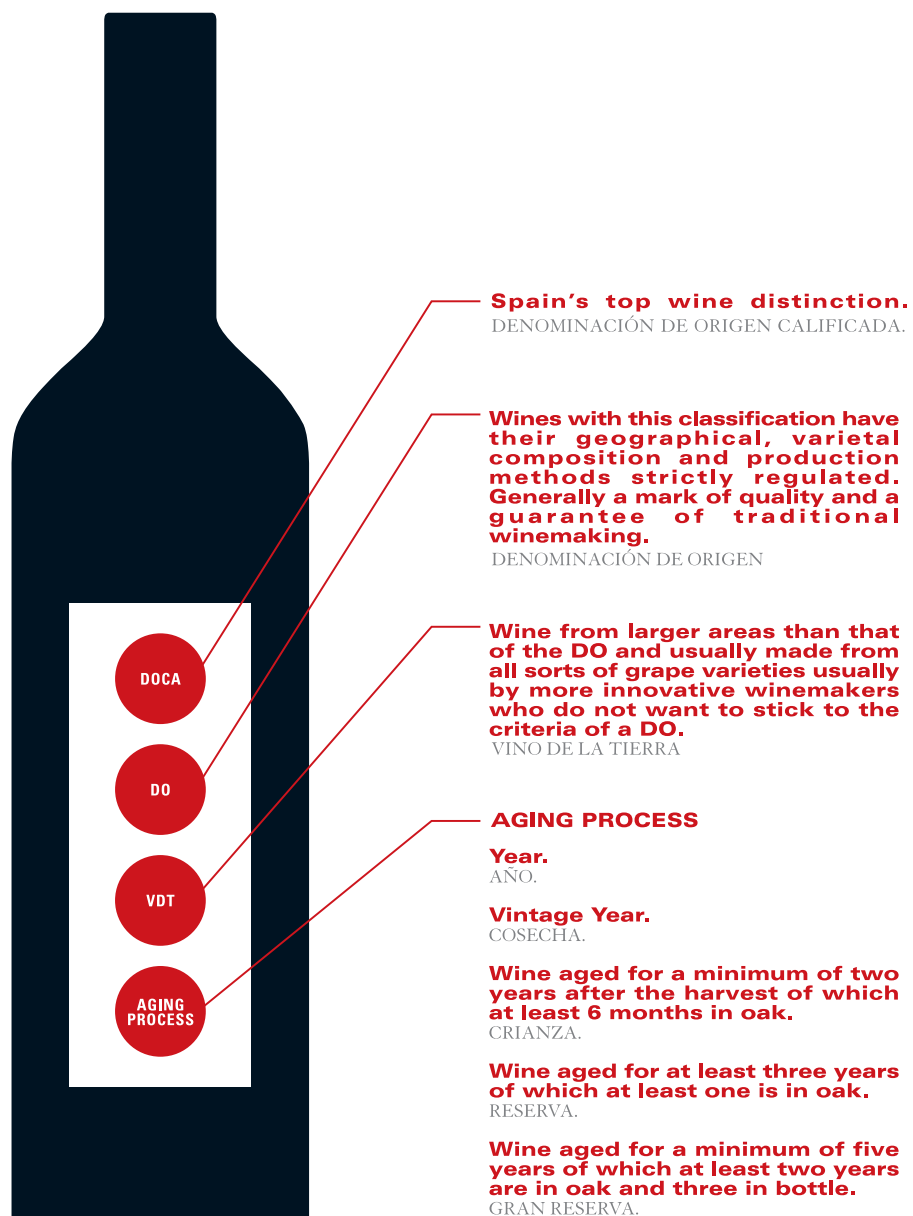 Spain's top wine distinction.
DENOMINACIÓN DE ORIGEN CALIFICADA.
Wines with this classification have
their geographical, varietal
composition and production
methods strictly regulated.
Generally a mark of quality and a
guarantee of traditional
winemaking.
DENOMINACIÓN DE ORIGEN
Wine from larger areas than that
of the DO and usually made from
all sorts of grape varieties usually
by more innovative winemakers
who do not want to stick to the
criteria of a DO.
VINO DE LA TIERRA
AGING PROCESS
Year.
AÑO.
Vintage Year.
COSECHA.
Wine aged for a minimum of two
years after the harvest of which
at least 6 months in oak.
CRIANZA.
Wine aged for at least three years
of which at least one is in oak.
RESERVA.
Wine aged for a minimum of five
years of which at least two years
are in oak and three in bottle.
GRAN RESERVA.
DOCA
DO
VDT
AGING
PROCESS